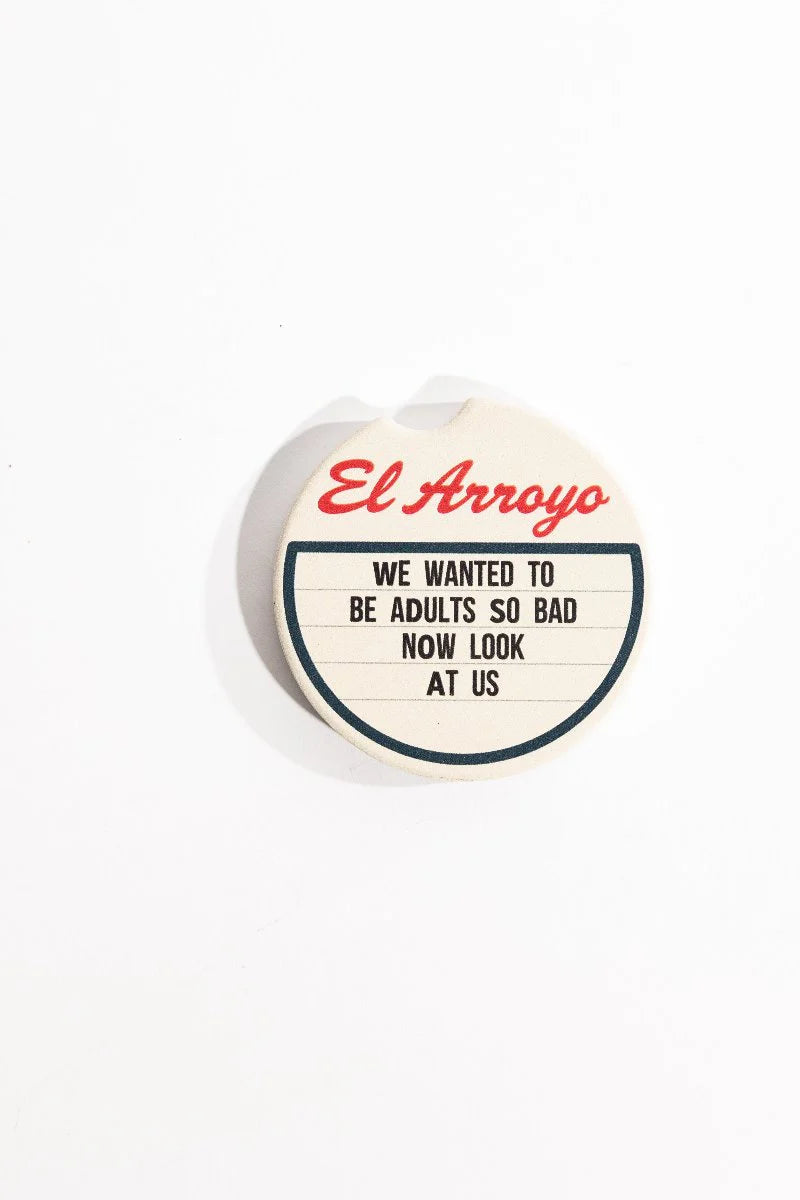 El Arroyo
WE WANTED TO
BE ADULTS SO BAD
NOW LOOK
AT US